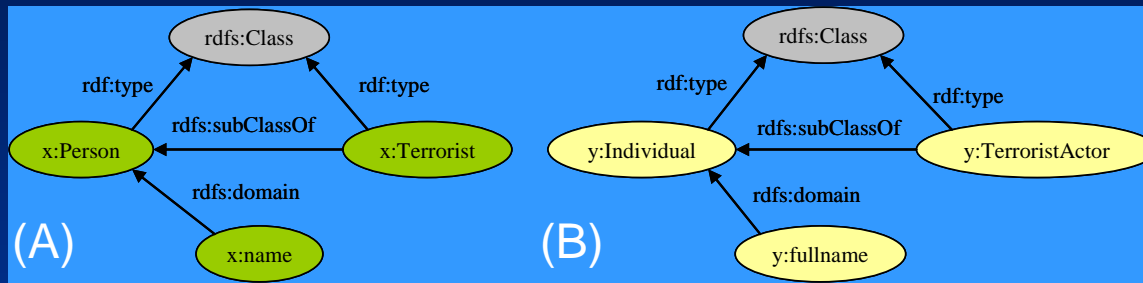 rdfs:Class
rdf:type
rdf:type
rdfs:subClassOf
x:Person
x:Terrorist
rdfs:domain
(A)
x:name
rdfs:Class
rdf:type
rdf:type
rdfs:subClassOf
y:Individual
y:TerroristActor
rdfs:domain
(B)
y:fullname